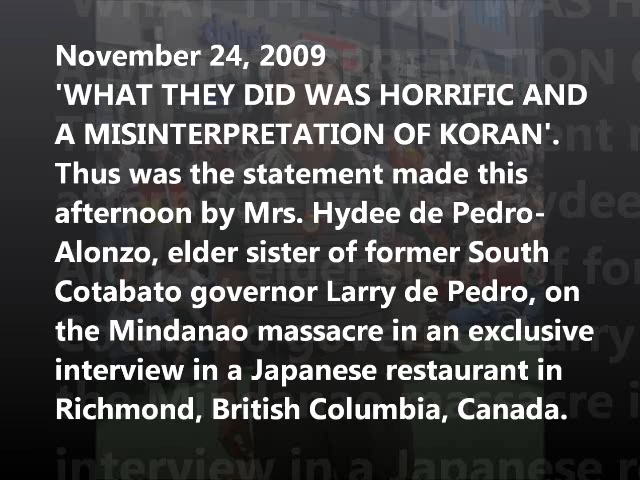 November 24, 2009
'WHAT THEY DID WAS HORRIFIC AND
A MISINTERPRETATION OF KORAN'.
Thus was the statement made this
afternoon by Mrs. Hydee de Pedro-
Alonzo, elder sister of former South
Cotabato governor Larry de Pedro, on
the Mindanao massacre in an exclusive
interview in a Japanese restaurant in
Richmond, British Columbia, Canada.